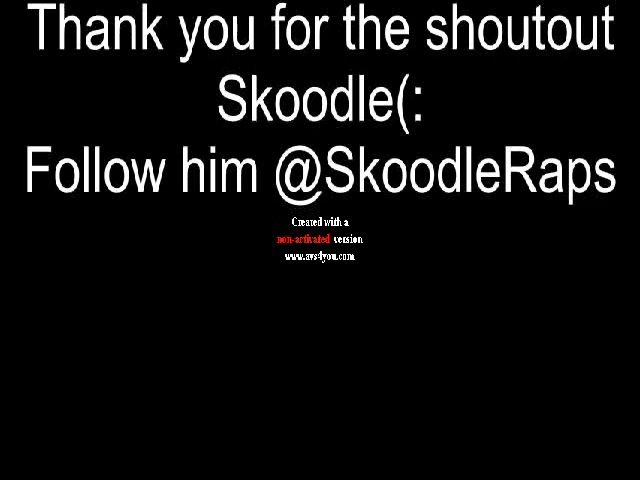 Thank you for the shoutout
Skoodle(:
Follow him @SkoodleRaps
Created with a
non-activated version
www.avs4you.com